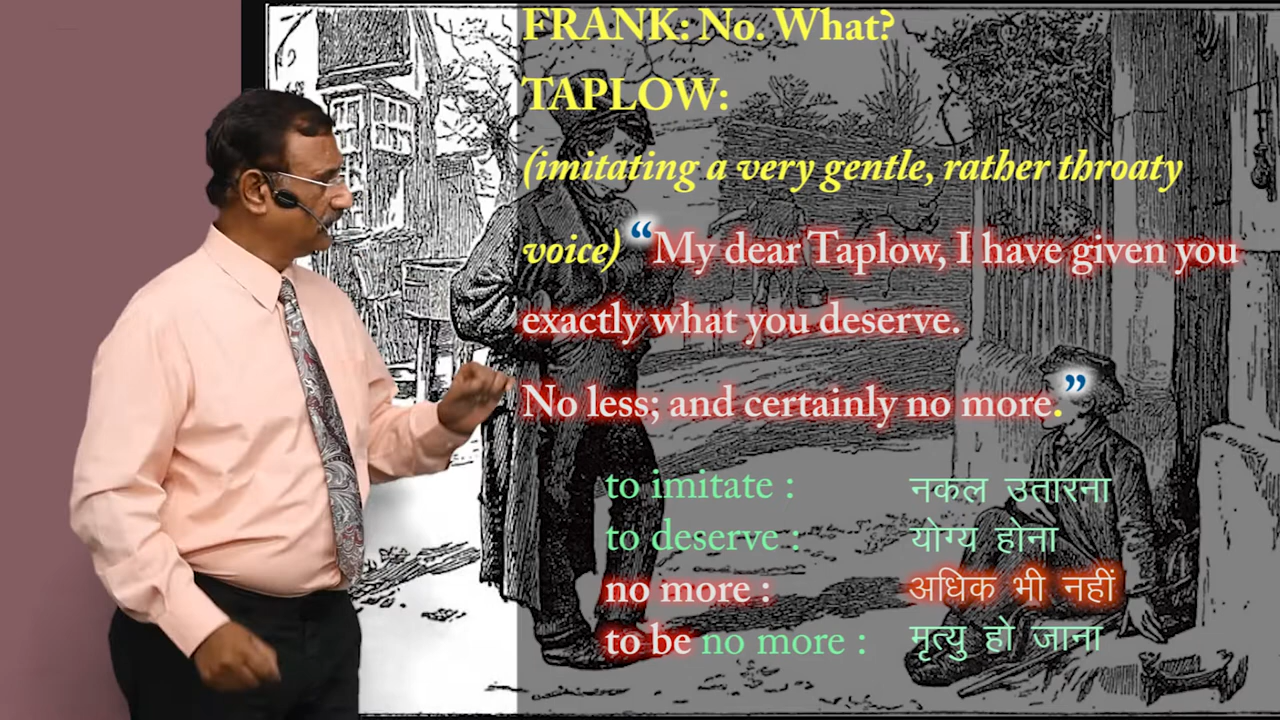 FRANK: No. What?
TAPLOW:
(imitating a very gentle, rather throaty
voice) “My dear Taplow, I have given you
exactly what you deserve.
No less; and certainly no more.”
to imitate : नकल उतारना
to deserve : योग्य होना
no more : अधिक भी नहीं
to be no more : मृत्यु हो जाना